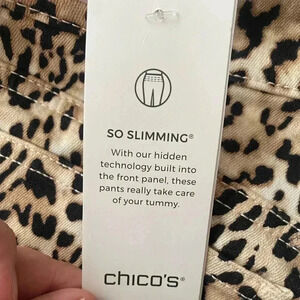 SO SLIMMING®
With our hidden
technology built into
the front panel, these
pants really take care
of your tummy.
chico's®